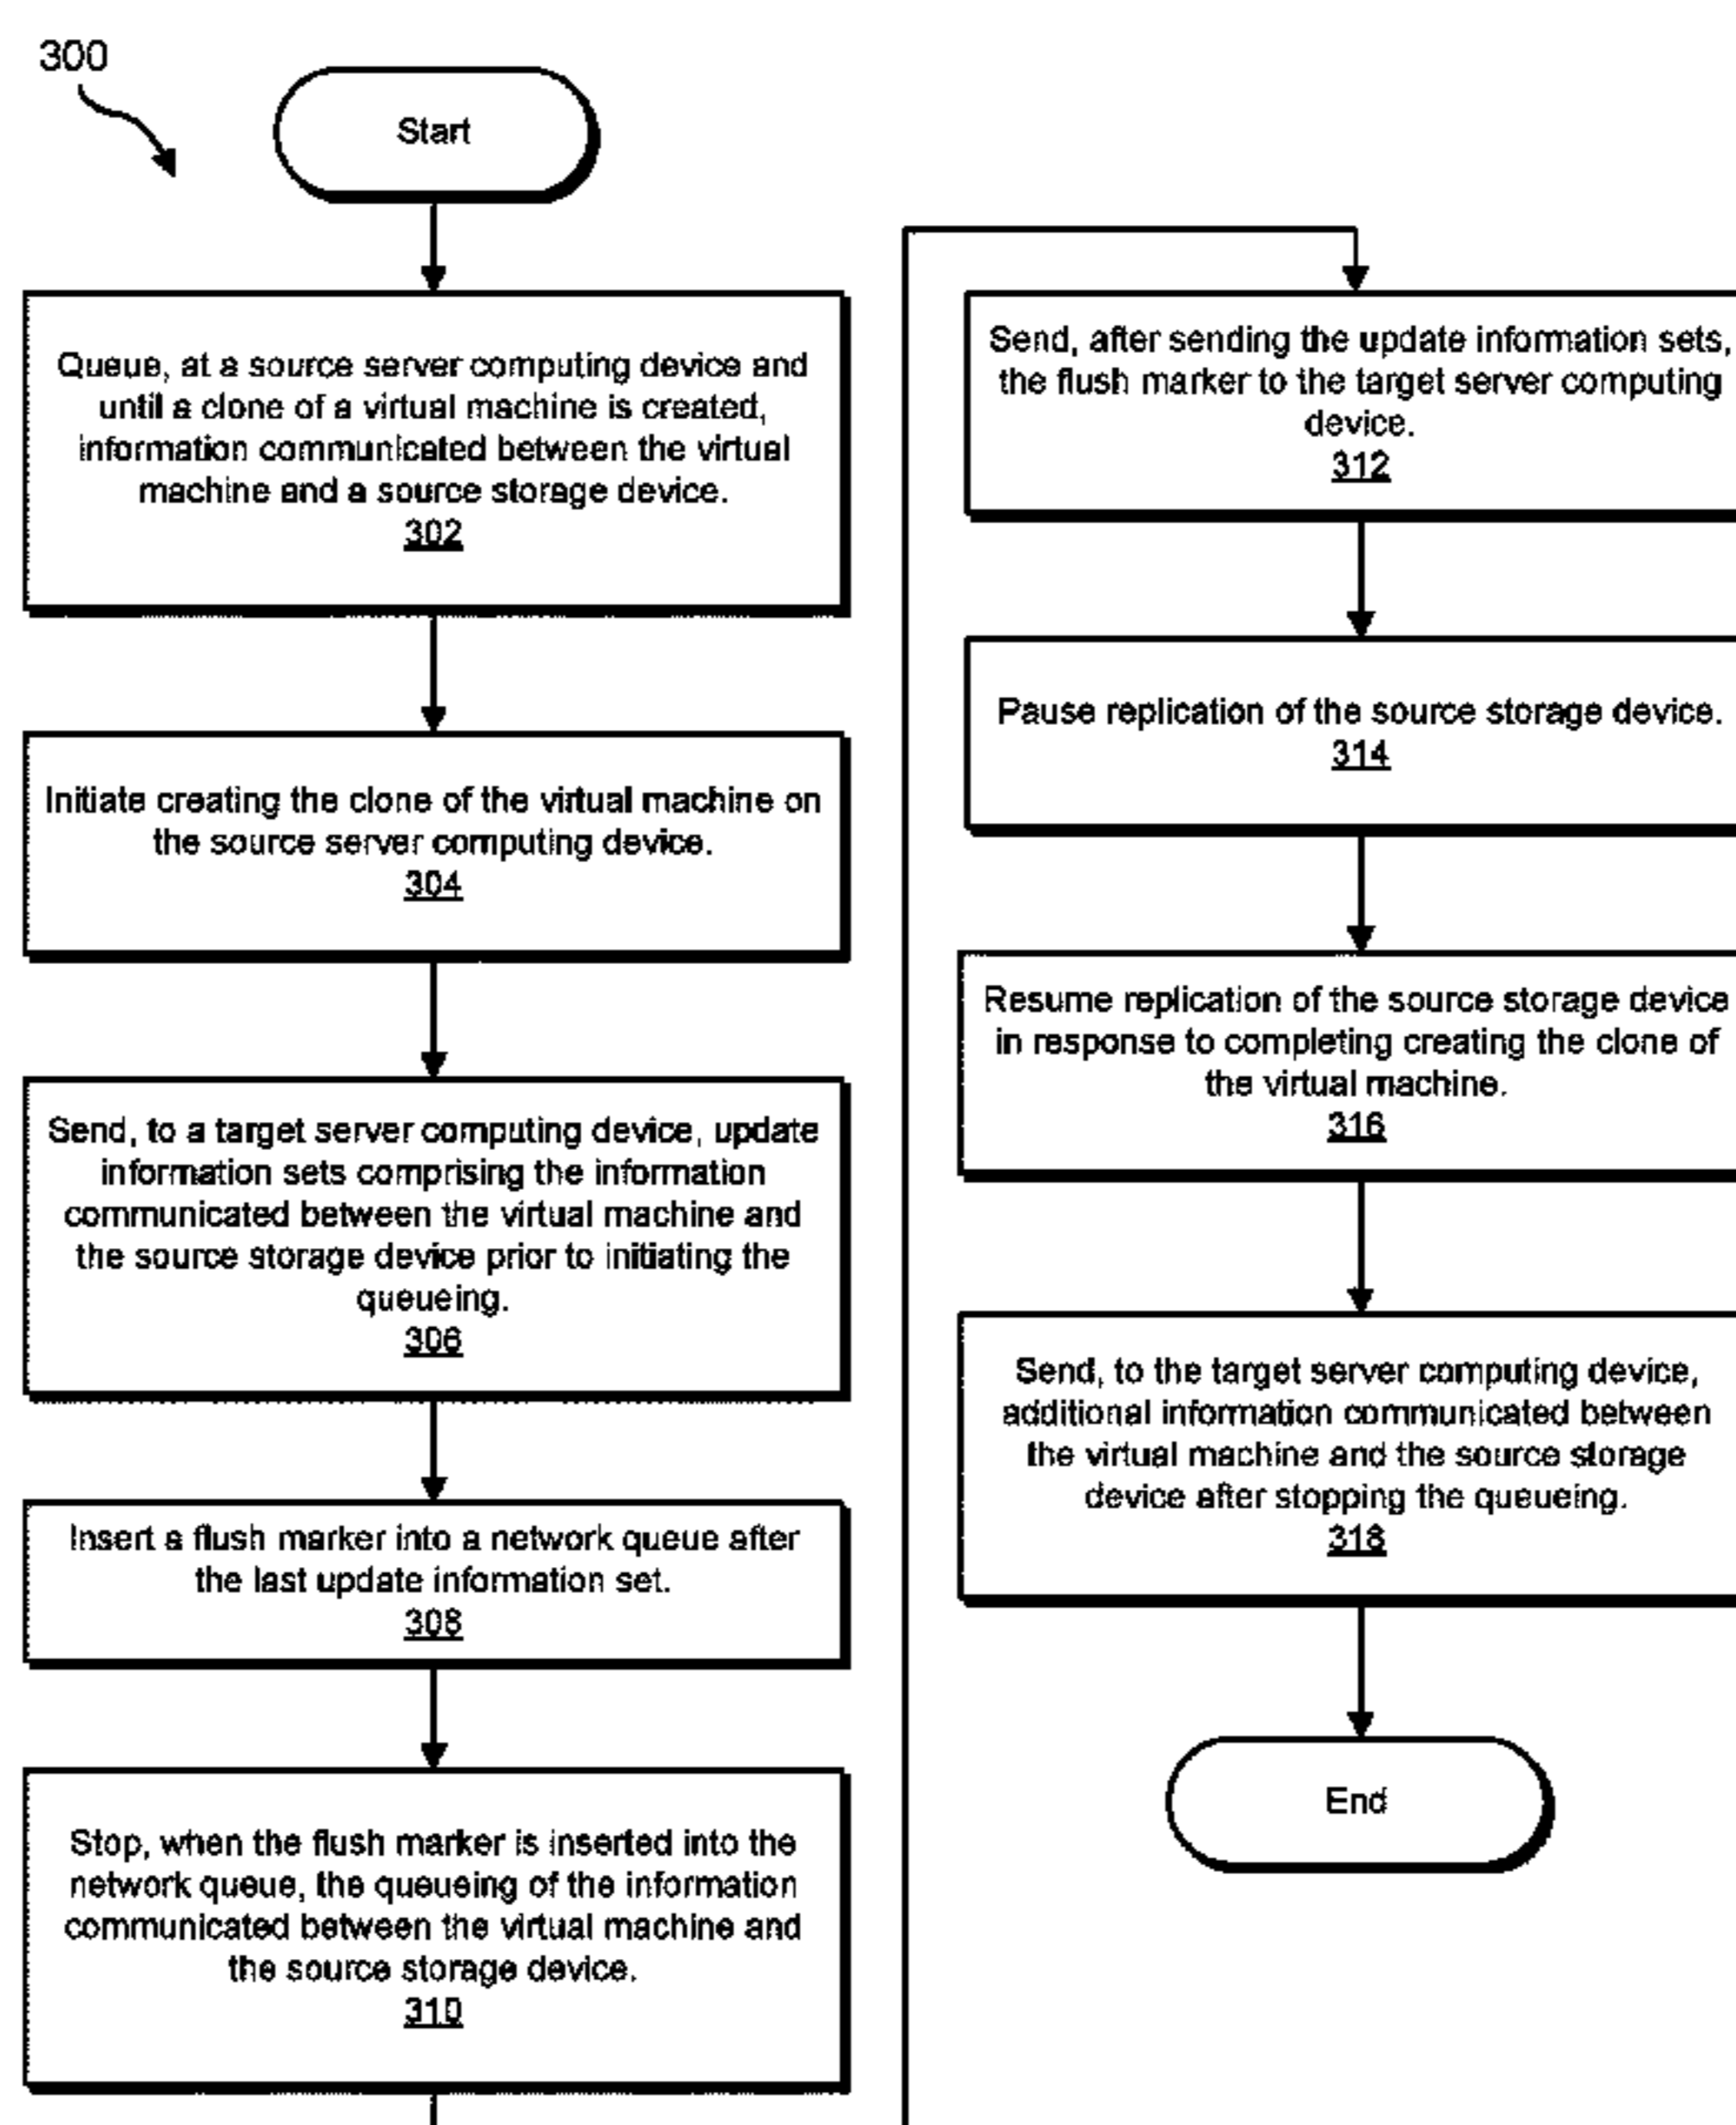 300
Start
Queue, at a source server computing device and
until a clone of a virtual machine is created,
information communicated between the virtual
machine and a source storage device.
302
Initiate creating the clone of the virtual machine on
the source server computing device.
304
Send, to a target server computing device, update
information sets comprising the information
communicated between the virtual machine and
the source storage device prior to initiating the
queueing.
306
Insert a flush marker into a network queue after
the last update information set.
308
Stop, when the flush marker is inserted into the
network queue, the queueing of the information
communicated between the virtual machine and
the source storage device.
310
Send, after sending the update information sets,
the flush marker to the target server computing
device.
312
Pause replication of the source storage device.
314
Resume replication of the source storage device
in response to completing creating the clone of
the virtual machine.
316
Send, to the target server computing device,
additional information communicated between
the virtual machine and the source storage
device after stopping the queueing.
318
End